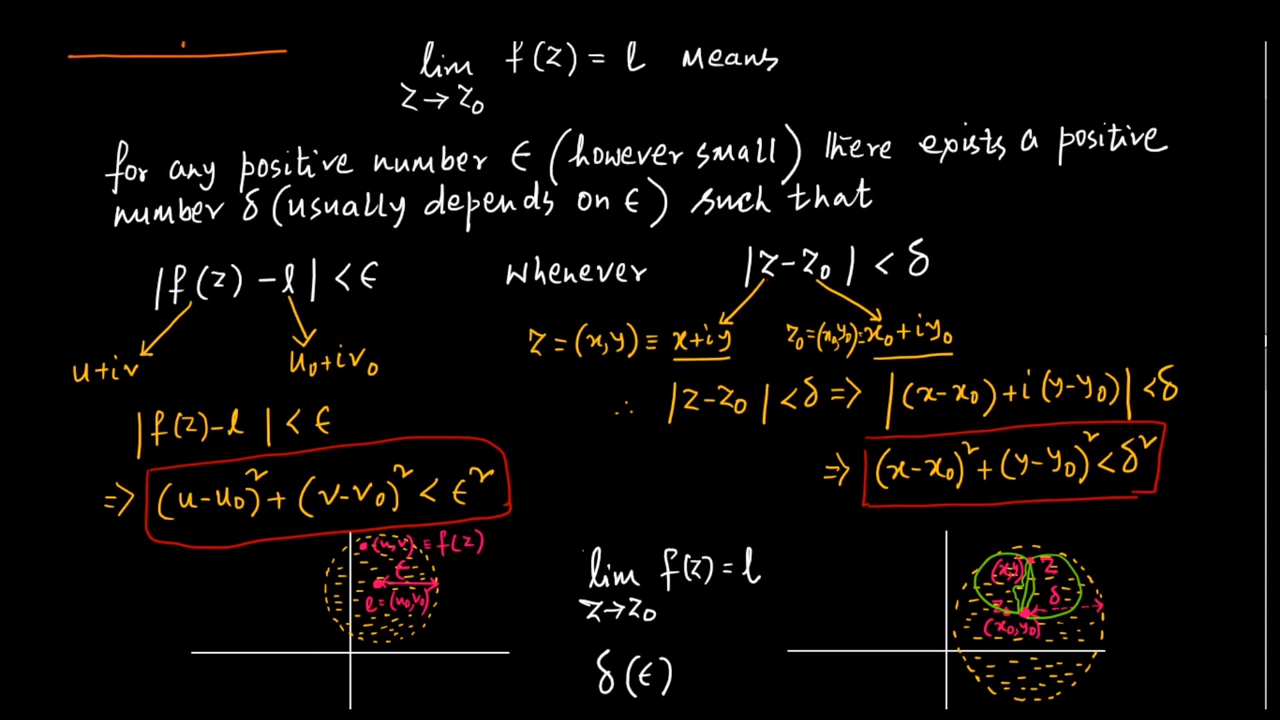 lim f(z) = l means
z→z₀
for any positive number ϵ (however small) there exists a positive
number δ (usually depends on ϵ) such that
|f(z) - l| < ϵ whenever |z - z₀| < δ
u+iv u₀+iv₀ z = (x,y) ≡ x+iy z₀=(x₀,y₀)≡x₀+iy₀
∴ |z-z₀| < δ => |(x-x₀)+i(y-y₀)| < δ
|f(z)-l| < ϵ
=> (u-u₀)²+(v-v₀)² < ϵ² => (x-x₀)²+(y-y₀)² < δ²
(u,v) ≡ f(z)
ϵ
l=(u₀,v₀)
lim f(z) = l
z→z₀
δ(ϵ)
(x,y) z
δ
z₀
(x₀,y₀)